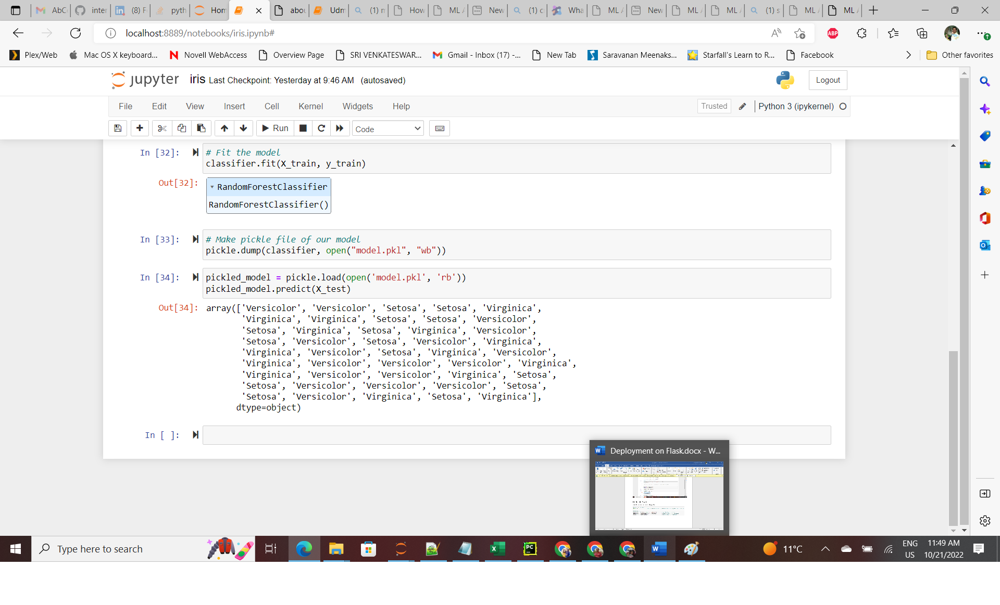 AbC
inter
(8) F
pyth
Hom
abou
Udm
(1) m
How
ML A
New
(1) c
Wha
ML A
New
ML A
ML A
(1) s
ML A
ML A
localhost:8889/notebooks/iris.ipynb#
ABP
Plex/Web
Mac OS X keyboard...
Novell WebAccess
Overview Page
SRI VENKATESWAR...
Gmail - Inbox (17) -...
New Tab
Saravanan Meenaks...
Starfall's Learn to R...
Facebook
Other favorites
jupyter iris Last Checkpoint: Yesterday at 9:46 AM (autosaved)
Logout
File Edit View Insert Cell Kernel Widgets Help
Trusted
Python 3 (ipykernel)
Run
Code
In [32]:
# Fit the model
classifier.fit(X_train, y_train)
Out[32]:
RandomForestClassifier
RandomForestClassifier()
In [33]:
# Make pickle file of our model
pickle.dump(classifier, open("model.pkl", "wb"))
In [34]:
pickled_model = pickle.load(open('model.pkl', 'rb'))
pickled_model.predict(X_test)
Out[34]:
array(['Versicolor', 'Versicolor', 'Setosa', 'Setosa', 'Virginica',
'Virginica', 'Virginica', 'Setosa', 'Setosa', 'Versicolor',
'Setosa', 'Virginica', 'Setosa', 'Virginica', 'Versicolor',
'Setosa', 'Versicolor', 'Setosa', 'Versicolor', 'Virginica',
'Virginica', 'Versicolor', 'Setosa', 'Virginica', 'Versicolor',
'Virginica', 'Versicolor', 'Versicolor', 'Versicolor', 'Virginica',
'Virginica', 'Versicolor', 'Versicolor', 'Virginica', 'Setosa',
'Setosa', 'Versicolor', 'Versicolor', 'Versicolor', 'Setosa',
'Setosa', 'Versicolor', 'Virginica', 'Setosa', 'Virginica'],
dtype=object)
In [ ]:
Deployment on Flask.docx - W...
Type here to search
11°C
ENG
US
11:49 AM
10/21/2022